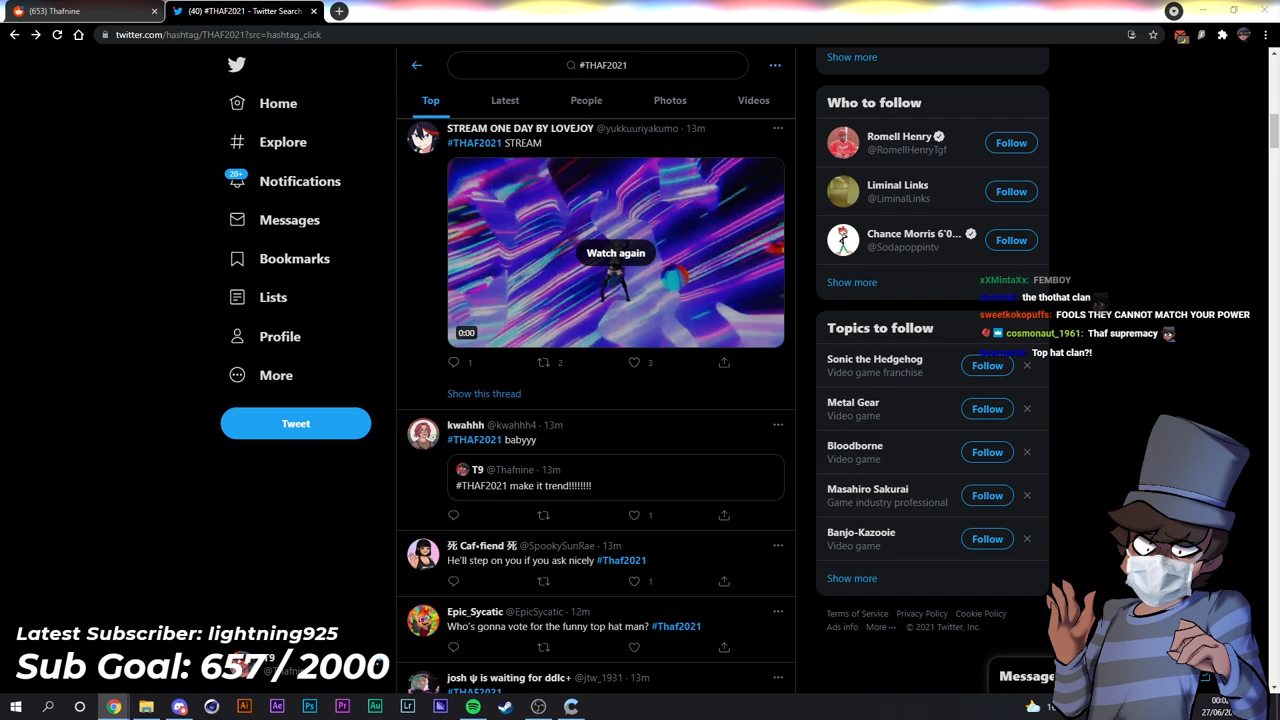 (653) Thafnine
(40) #THAF2021 - Twitter Search
twitter.com/hashtag/THAF2021?src=hashtag_click
Home
Explore
20+
Notifications
Messages
Bookmarks
Lists
Profile
More
Tweet
#THAF2021
Top
Latest
People
Photos
Videos
STREAM ONE DAY BY LOVEJOY @yukkuuriyakumo · 13m
#THAF2021 STREAM
Watch again
0:00
1
2
3
Show this thread
kwahhh @kwahhh4 · 13m
#THAF2021 babyyy
T9 @Thafnine · 13m
#THAF2021 make it trend!!!!!!!!
1
死 Caf•fiend 死 @SpookySunRae · 13m
He'll step on you if you ask nicely #Thaf2021
1
Epic_Sycatic @EpicSycatic · 12m
Who's gonna vote for the funny top hat man? #Thaf2021
josh ψ is waiting for ddlc+ @jtw_1931 · 13m
#THAF2021
Show more
Who to follow
Romell Henry
@RomellHenryTgf
Follow
Liminal Links
@LiminalLinks
Follow
Chance Morris 6'0...
@Sodapoppintv
Follow
Show more
xXMintaXx: FEMBOY
the thothat clan
sweetkokopuffs: FOOLS THEY CANNOT MATCH YOUR POWER
cosmonaut_1961: Thaf supremacy
Top hat clan?!
Topics to follow
Sonic the Hedgehog
Video game franchise
Follow
Metal Gear
Video game
Follow
Bloodborne
Video game
Follow
Masahiro Sakurai
Game industry professional
Follow
Banjo-Kazooie
Video game
Follow
Show more
Terms of Service Privacy Policy Cookie Policy
Ads info More ··· © 2021 Twitter, Inc.
Latest Subscriber: lightning925
Sub Goal: 657 / 2000
T9
Ai
Ae
Ps
Pr
Au
Lr